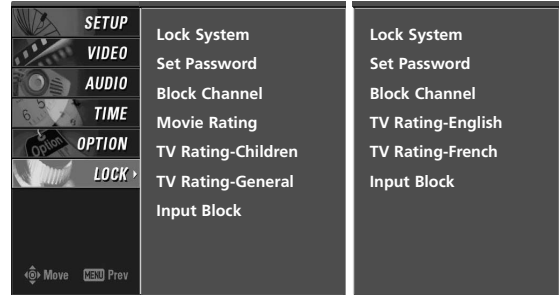 SETUP
VIDEO
AUDIO
TIME
OPTION
LOCK
Move MENU Prev
Lock System
Set Password
Block Channel
Movie Rating
TV Rating-Children
TV Rating-General
Input Block
Lock System
Set Password
Block Channel
TV Rating-English
TV Rating-French
Input Block